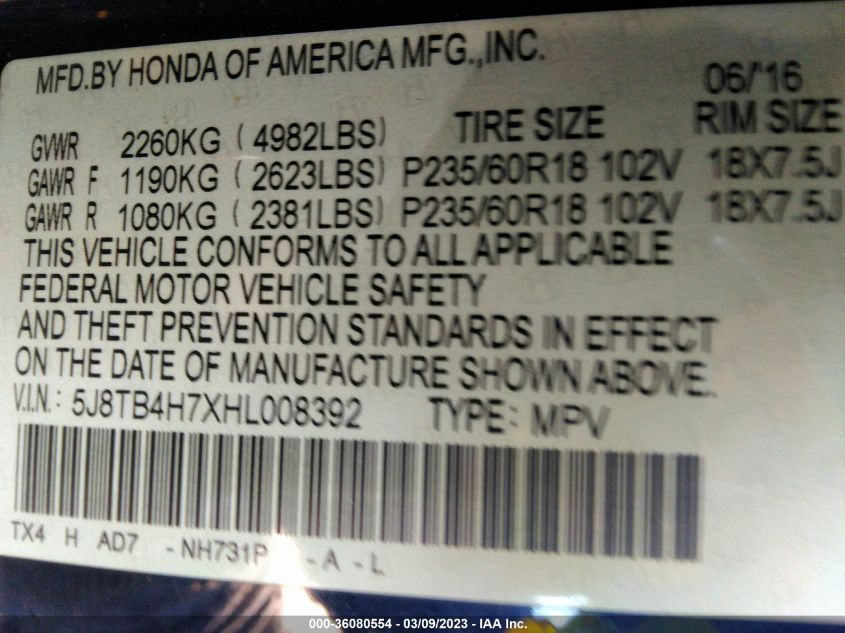 MFD.BY HONDA OF AMERICA MFG.,INC.
06/'16
GVWR 2260KG ( 4982LBS) TIRE SIZE RIM SIZE
GAWR F 1190KG ( 2623LBS) P235/60R18 102V 18X7.5J
GAWR R 1080KG ( 2381LBS) P235/60R18 102V 18X7.5J
THIS VEHICLE CONFORMS TO ALL APPLICABLE
FEDERAL MOTOR VEHICLE SAFETY
AND THEFT PREVENTION STANDARDS IN EFFECT
ON THE DATE OF MANUFACTURE SHOWN ABOVE.
V.I.N.: 5J8TB4H7XHL008392 TYPE: MPV
TX4 H AD7 -NH731P -A -L
000-36080554 - 03/09/2023 - IAA Inc.